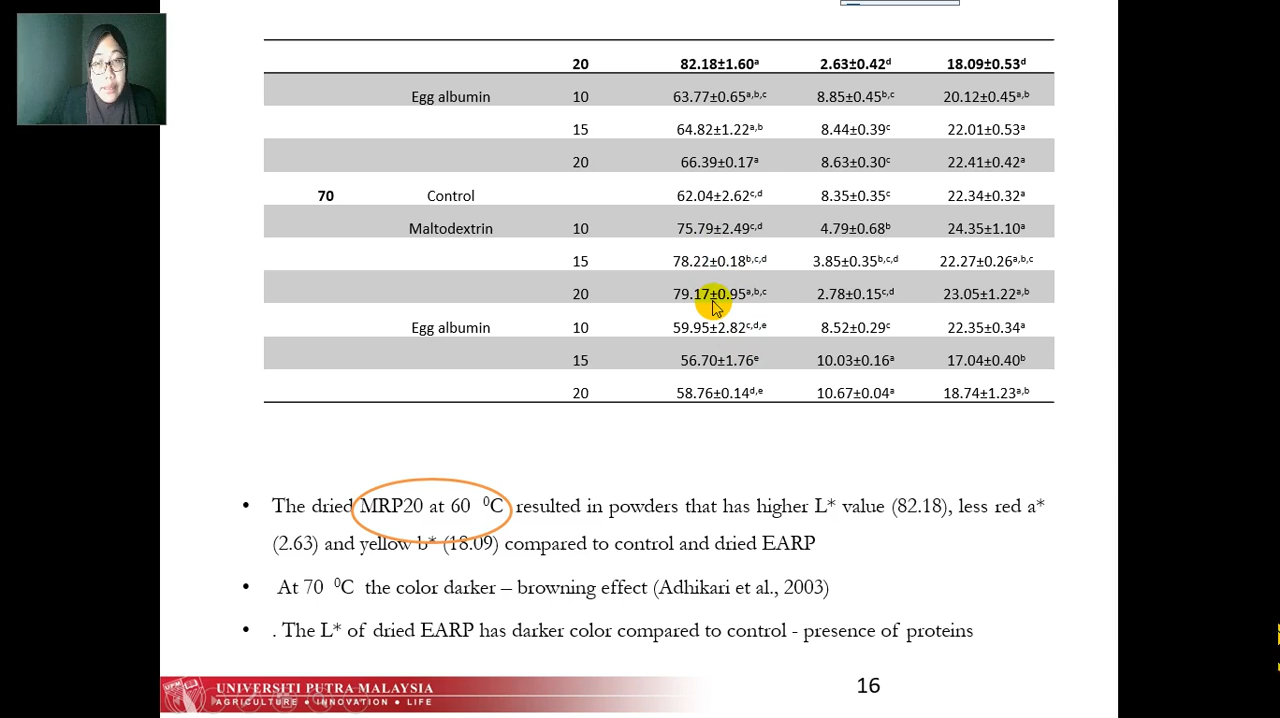 20 82.18±1.60ᵃ 2.63±0.42ᵈ 18.09±0.53ᵈ
Egg albumin 10 63.77±0.65ᵃ,ᵇ,ᶜ 8.85±0.45ᵇ,ᶜ 20.12±0.45ᵃ,ᵇ
15 64.82±1.22ᵃ,ᵇ 8.44±0.39ᶜ 22.01±0.53ᵃ
20 66.39±0.17ᵃ 8.63±0.30ᶜ 22.41±0.42ᵃ
70 Control 62.04±2.62ᶜ,ᵈ 8.35±0.35ᶜ 22.34±0.32ᵃ
Maltodextrin 10 75.79±2.49ᶜ,ᵈ 4.79±0.68ᵇ 24.35±1.10ᵃ
15 78.22±0.18ᵇ,ᶜ,ᵈ 3.85±0.35ᵇ,ᶜ,ᵈ 22.27±0.26ᵃ,ᵇ,ᶜ
20 79.17±0.95ᵃ,ᵇ,ᶜ 2.78±0.15ᶜ,ᵈ 23.05±1.22ᵃ,ᵇ
Egg albumin 10 59.95±2.82ᶜ,ᵈ,ᵉ 8.52±0.29ᶜ 22.35±0.34ᵃ
15 56.70±1.76ᵉ 10.03±0.16ᵃ 17.04±0.40ᵇ
20 58.76±0.14ᵈ,ᵉ 10.67±0.04ᵃ 18.74±1.23ᵃ,ᵇ
• The dried MRP20 at 60 ⁰C resulted in powders that has higher L* value (82.18), less red a*
(2.63) and yellow b* (18.09) compared to control and dried EARP
• At 70 ⁰C the color darker – browning effect (Adhikari et al., 2003)
• . The L* of dried EARP has darker color compared to control - presence of proteins
UPM
UNIVERSITI PUTRA MALAYSIA
AGRICULTURE • INNOVATION • LIFE
16